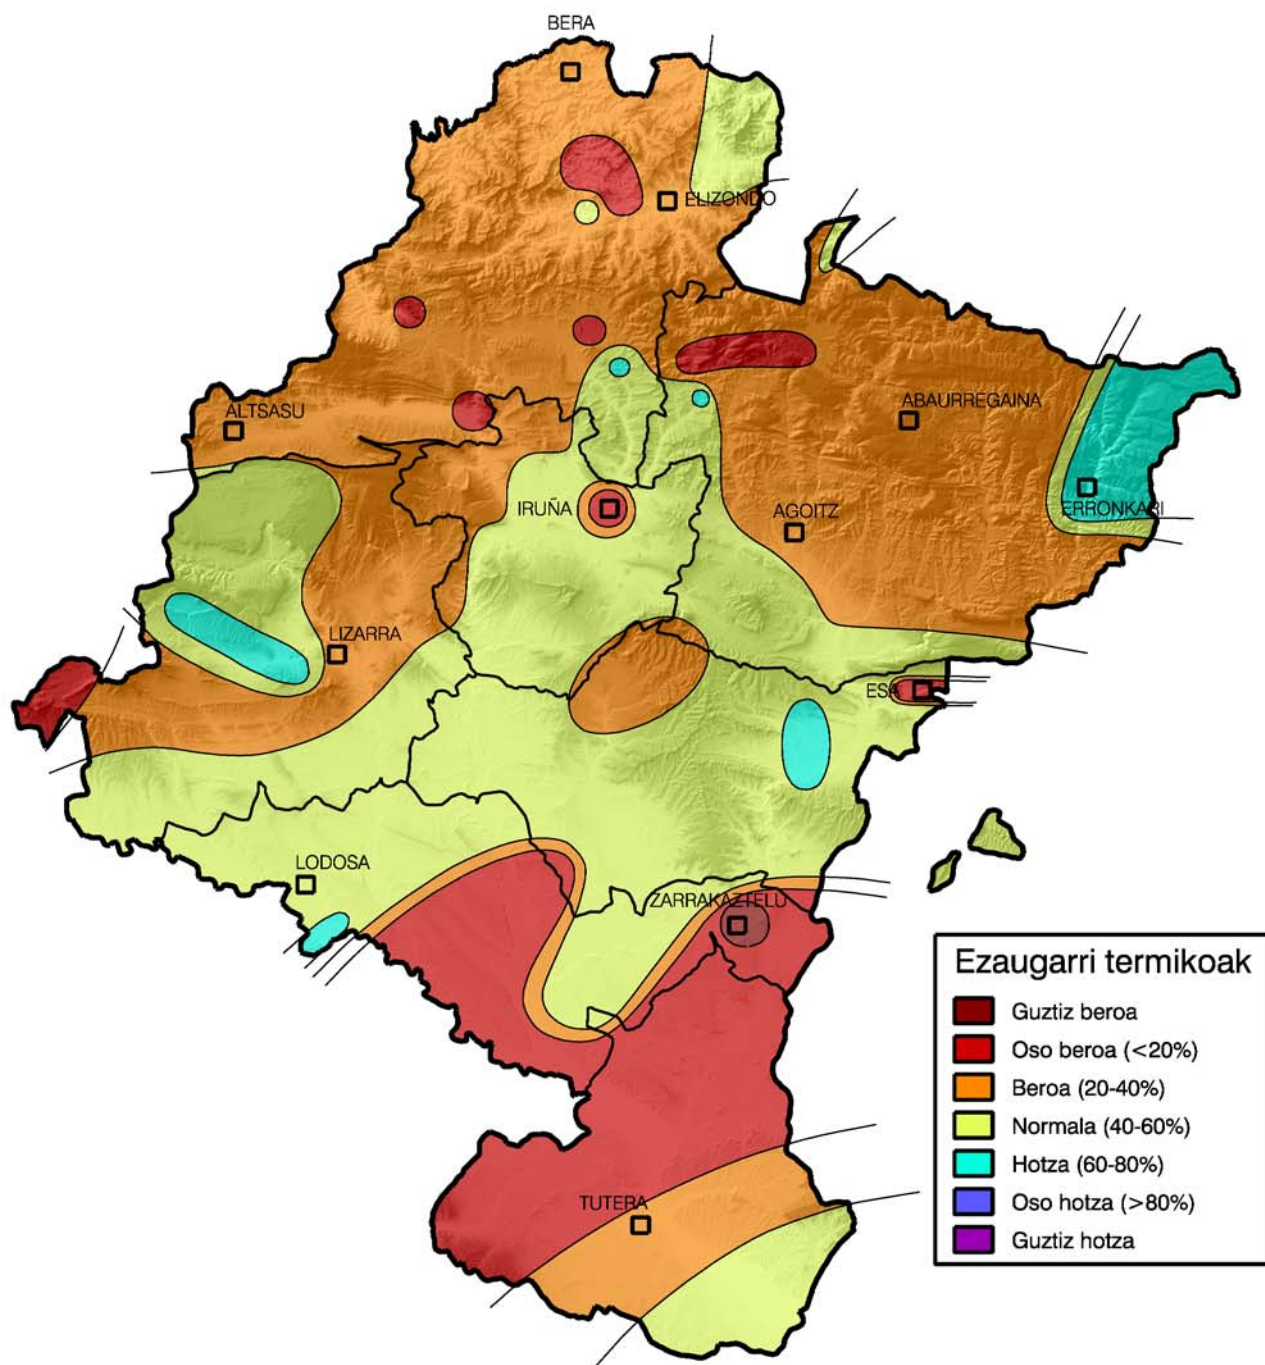 BERA
ELIZONDO
ALTSASU
ABAURREGAINA
IRUÑA
AGOITZ
ERRONKARI
LIZARRA
ESA
LODOSA
ZARRAKAZTELU
TUTERA
Ezaugarri termikoak
Guztiz beroa
Oso beroa (<20%)
Beroa (20-40%)
Normala (40-60%)
Hotza (60-80%)
Oso hotza (>80%)
Guztiz hotza